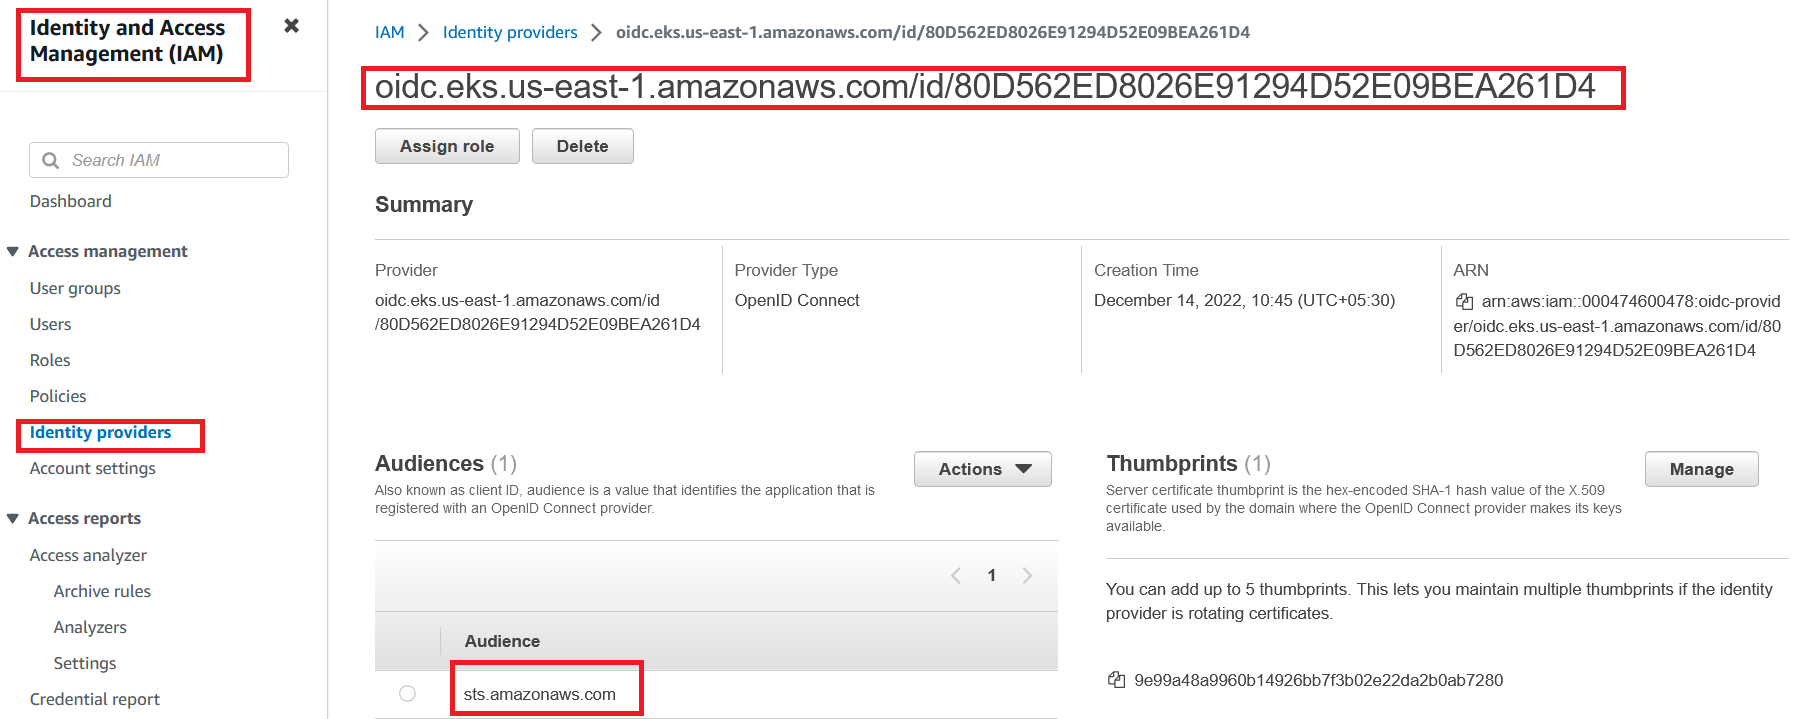 Identity and Access
Management (IAM)
Search IAM
Dashboard
Access management
User groups
Users
Roles
Policies
Identity providers
Account settings
Access reports
Access analyzer
Archive rules
Analyzers
Settings
Credential report
IAM > Identity providers > oidc.eks.us-east-1.amazonaws.com/id/80D562ED8026E91294D52E09BEA261D4
oidc.eks.us-east-1.amazonaws.com/id/80D562ED8026E91294D52E09BEA261D4
Assign role Delete
Summary
Provider
oidc.eks.us-east-1.amazonaws.com/id
/80D562ED8026E91294D52E09BEA261D4
Provider Type
OpenID Connect
Creation Time
December 14, 2022, 10:45 (UTC+05:30)
ARN
arn:aws:iam::000474600478:oidc-provid
er/oidc.eks.us-east-1.amazonaws.com/id/80
D562ED8026E91294D52E09BEA261D4
Audiences (1)
Actions
Also known as client ID, audience is a value that identifies the application that is
registered with an OpenID Connect provider.
1
Audience
sts.amazonaws.com
Thumbprints (1)
Manage
Server certificate thumbprint is the hex-encoded SHA-1 hash value of the X.509
certificate used by the domain where the OpenID Connect provider makes its keys
available.
You can add up to 5 thumbprints. This lets you maintain multiple thumbprints if the identity
provider is rotating certificates.
9e99a48a9960b14926bb7f3b02e22da2b0ab7280